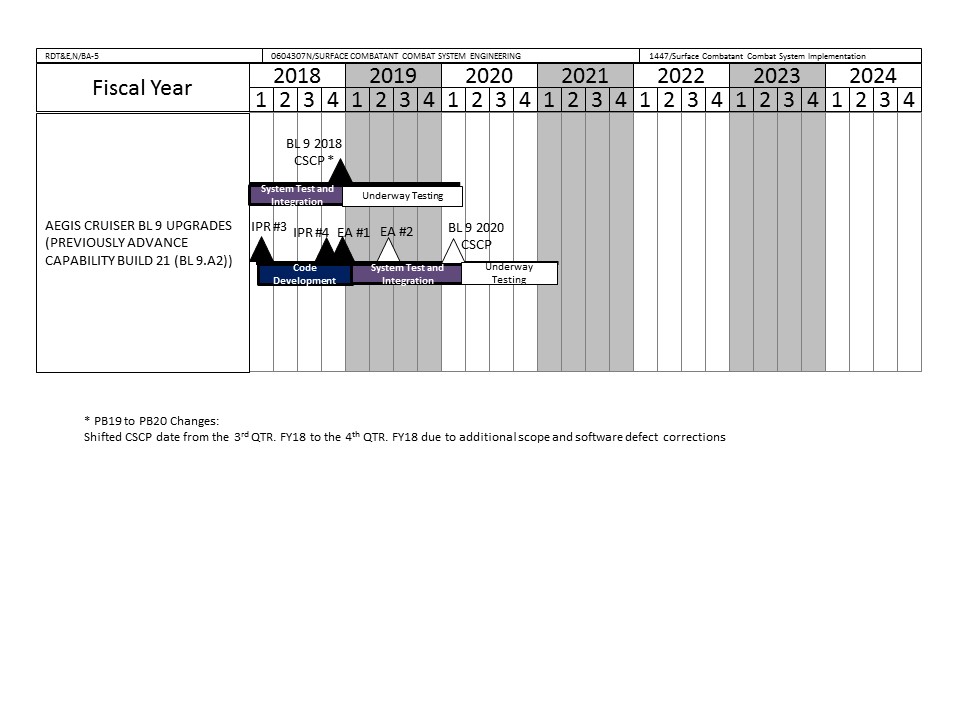 RDT&E,N/BA-5 0604307N/SURFACE COMBATANT COMBAT SYSTEM ENGINEERING 1447/Surface Combatant Combat System Implementation
Fiscal Year
2018 2019 2020 2021 2022 2023 2024
1 2 3 4 1 2 3 4 1 2 3 4 1 2 3 4 1 2 3 4 1 2 3 4 1 2 3 4
BL 9 2018
CSCP *
System Test and
Integration
Underway Testing
AEGIS CRUISER BL 9 UPGRADES
(PREVIOUSLY ADVANCE
CAPABILITY BUILD 21 (BL 9.A2))
IPR #3
IPR #4
EA #1
EA #2
BL 9 2020
CSCP
Code
Development
System Test and
Integration
Underway
Testing
* PB19 to PB20 Changes:
Shifted CSCP date from the 3rd QTR. FY18 to the 4th QTR. FY18 due to additional scope and software defect corrections